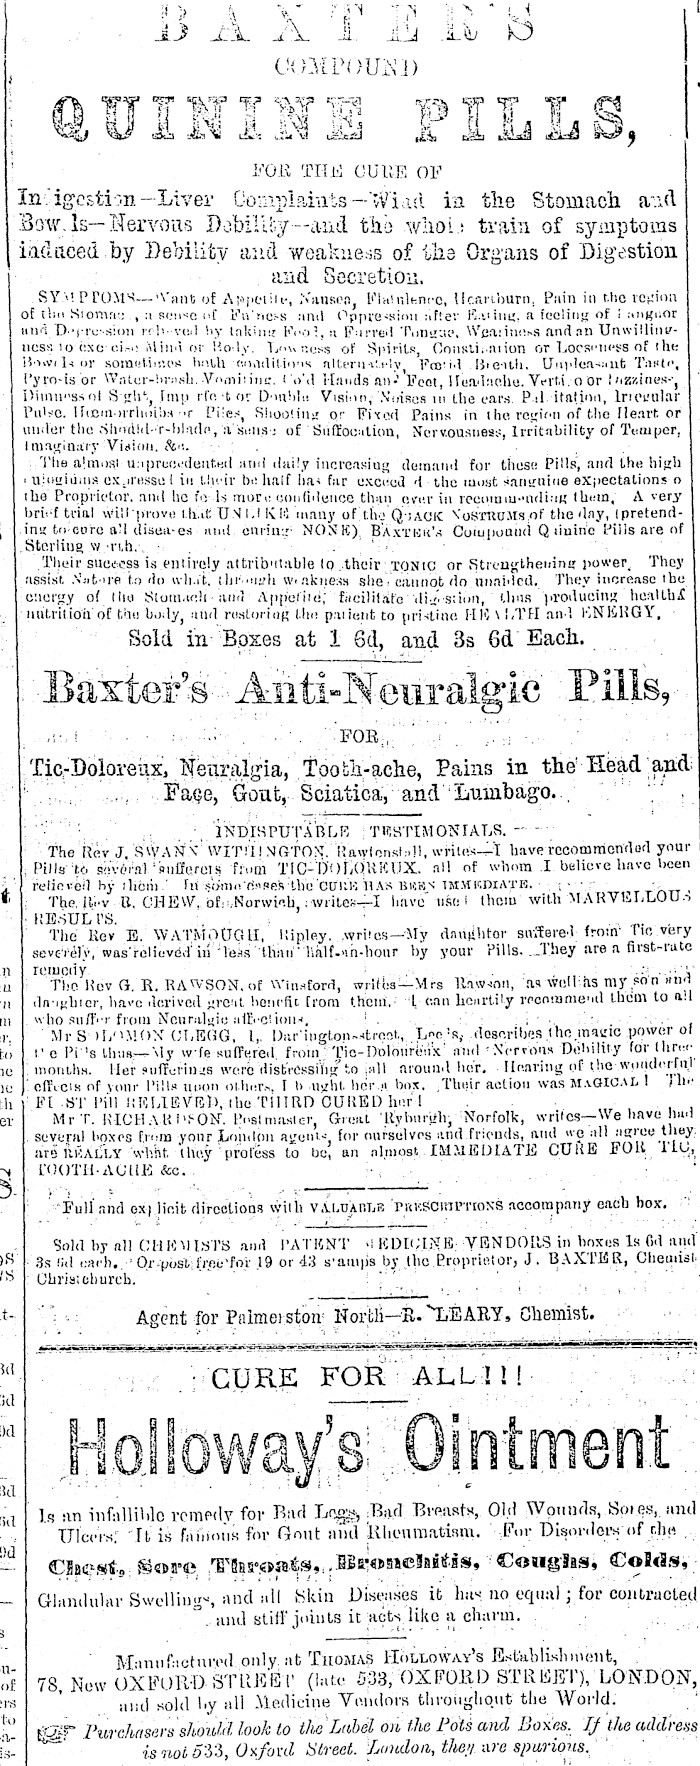 BAXTER'S
COMPOUND
QUININE PILLS,
FOR THE CURE OF
In igestion—Liver Complaints—Wind in the Stomach and
Bow ls—Nervous Debility—and the whole train of symptoms
induced by Debility and weakness of the Organs of Digestion
and Secretion.
SYMPTOMS—Want of Appetite, Nausea, Flatulence, Heartburn, Pain in the region
of the Stomac , a sense of Fulness and Oppression after Eating, a feeling of Languor
and Depression relieved by taking Food, a Furred Tongue, Weariness and an Unwilling-
ness to exercise Mind or Body. Lowness of Spirits, Constipation or Looseness of the
Bowels or sometimes both conditions alternately, Fœtid Breath, Unpleasant Taste,
Pyrosis or Water-brash, Vomiting, Cold Hands and Feet, Headache, Vertigo or Dizziness,
Dimness of Sight, Imp rfe t or Double Vision, Noises in the ears, Pal itation, Irregular
Pulse, Hæmorrhoids or Piles, Shooting or Fixed Pains in the region of the Heart or
under the Shoulder-blade, a sense of Suffocation, Nervousness, Irritability of Temper,
Imaginary Vision, &c.
The almost unprecedented and daily increasing demand for these Pills, and the high
eulogiums expressed in their behalf has far exceed d the most sanguine expectations o
the Proprietor, and he fe ls more confidence than ever in recommending them. A very
brief trial will prove that UNLIKE many of the QUACK NOSTRUMS of the day, (pretend-
ing to cure all diseases and curing NONE) BAXTER'S Compound Quinine Pills are of
Sterling w rth.
Their success is entirely attributable to their TONIC or Strengthening power. They
assist Nature to do what, through weakness she cannot do unaided. They increase the
energy of the Stomach and Appetite, facilitate digestion, thus producing healthf
nutrition of the body, and restoring the patient to pristine HEALTH and ENERGY.
Sold in Boxes at 1 6d, and 3s 6d Each.
Baxter's Anti-Neuralgic Pills,
FOR
Tic-Doloreux, Neuralgia, Tooth-ache, Pains in the Head and
Face, Gout, Sciatica, and Lumbago.
INDISPUTABLE TESTIMONIALS.
The Rev J. SWANN WITHINGTON, Rawtenstall, writes—I have recommended your
Pills to several sufferers from TIC-DOLOREUX, all of whom I believe have been
relieved by them. In some cases the CURE HAS BEEN IMMEDIATE.
The Rev R. CHEW, of Norwich, writes—I have used them with MARVELLOUS
RESULTS.
The Rev E. WATMOUGH, Ripley, writes—My daughter suffered from Tic very
severely, was relieved in less than half-an-hour by your Pills. They are a first-rate
remedy
The Rev G. R. RAWSON, of Winsford, writes—Mrs Rawson, as well as my son and
daughter, have derived great benefit from them. I can heartily recommend them to all
who suffer from Neuralgic affections.
Mr SOLOMON CLEGG, 1, Darlington-street, Leeds, describes the magic power of
the Pills thus—My wife suffered from Tic-Doloureux and Nervous Debility for three
months. Her sufferings were distressing to all around her. Hearing of the wonderful
effects of your Pills upon others, I bought her a box. Their action was MAGICAL! The
FI ST Pill RELIEVED, the THIRD CURED her!
Mr T. RICHARDSON, Postmaster, Great Ryburgh, Norfolk, writes—We have had
several boxes from your London agents, for ourselves and friends, and we all agree they
are REALLY what they profess to be, an almost IMMEDIATE CURE FOR TIC,
TOOTH-ACHE &c.
Full and explicit directions with VALUABLE PRESCRIPTIONS accompany each box.
Sold by all CHEMISTS and PATENT MEDICINE VENDORS in boxes 1s 6d and
3s 6d each. Or post free for 19 or 43 stamps by the Proprietor, J. BAXTER, Chemist
Christchurch.
Agent for Palmerston North—R. LEARY, Chemist.
CURE FOR ALL!!!
Holloway's Ointment
Is an infallible remedy for Bad Legs, Bad Breasts, Old Wounds, Sores, and
Ulcers. It is famous for Gout and Rheumatism. For Disorders of the
Chest, Sore Throats, Bronchitis, Coughs, Colds,
Glandular Swellings, and all Skin Diseases it has no equal; for contracted
and stiff joints it acts like a charm.
Manufactured only at THOMAS HOLLOWAY'S Establishment,
78, New OXFORD STREET (late 533, OXFORD STREET), LONDON,
and sold by all Medicine Vendors throughout the World.
☞ Purchasers should look to the Label on the Pots and Boxes. If the address
is not 533, Oxford Street. London, they are spurious.